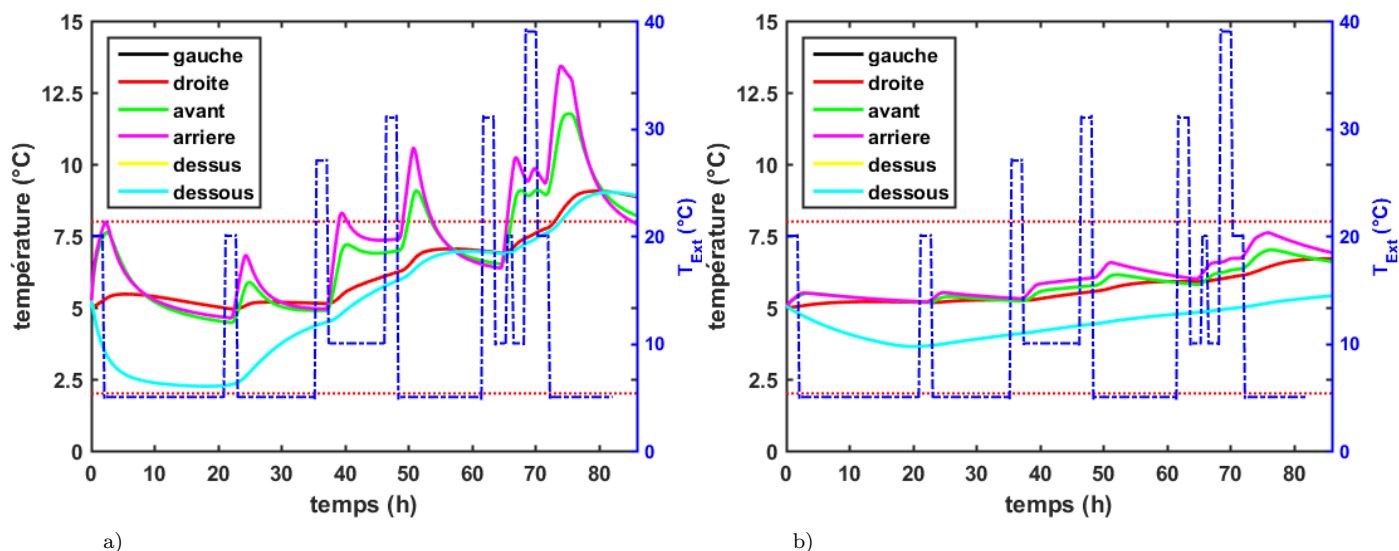 15
12.5
10
7.5
5
2.5
0
température (°C)
gauche
droite
avant
arriere
dessus
dessous
40
30
20
10
0
T_Ext (°C)
0 10 20 30 40 50 60 70 80
temps (h)
a)
15
12.5
10
7.5
5
2.5
0
température (°C)
gauche
droite
avant
arriere
dessus
dessous
40
30
20
10
0
T_Ext (°C)
0 10 20 30 40 50 60 70 80
temps (h)
b)